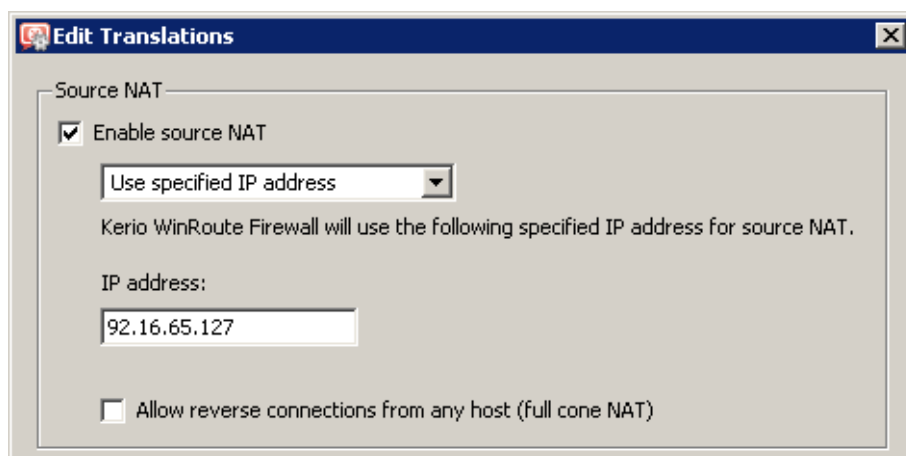 Edit Translations
Source NAT
Enable source NAT
Use specified IP address
Kerio WinRoute Firewall will use the following specified IP address for source NAT.
IP address:
92.16.65.127
Allow reverse connections from any host (full cone NAT)